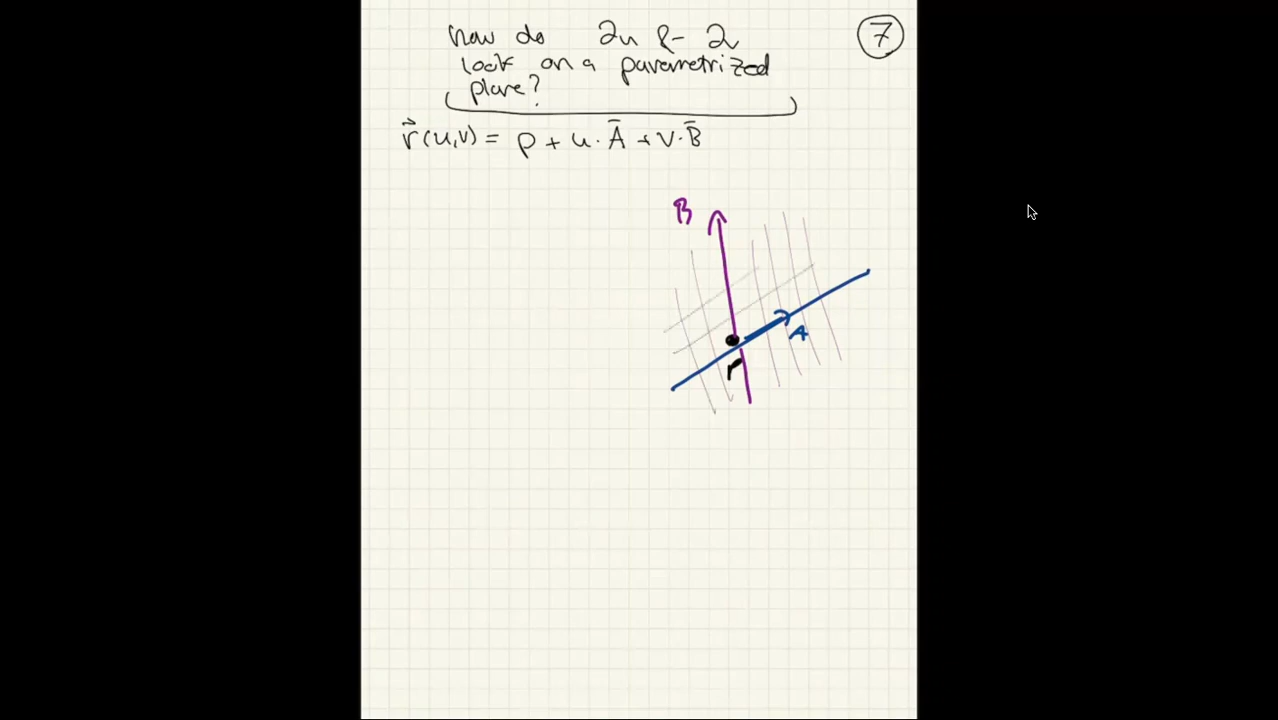 How do ∂u & ∂v
look on a parametrized
plane?
7
r⃗(u,v) = p + u·A̅ + v·B̅
B
A
p